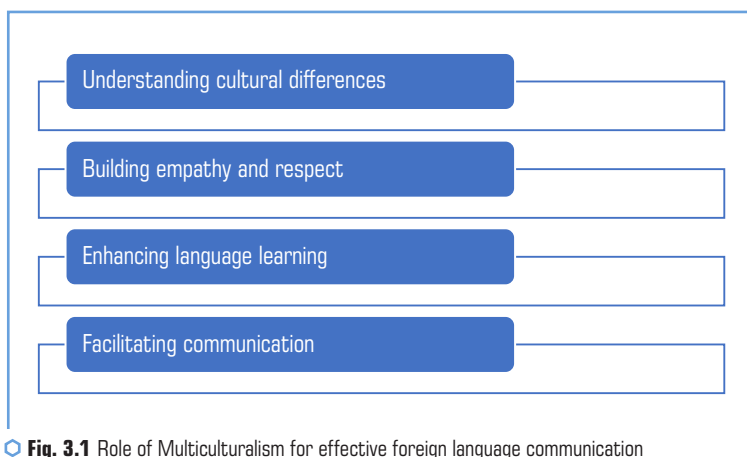 Understanding cultural differences
Building empathy and respect
Enhancing language learning
Facilitating communication
Fig. 3.1 Role of Multiculturalism for effective foreign language communication